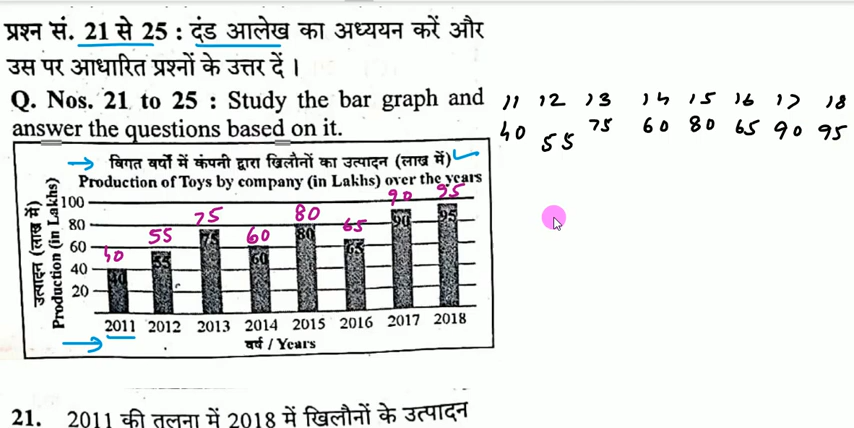 प्रश्न सं. 21 से 25 : दंड आलेख का अध्ययन करें और
उस पर आधारित प्रश्नों के उत्तर दें ।
Q. Nos. 21 to 25 : Study the bar graph and
answer the questions based on it.
11 12 13 14 15 16 17 18
40 55 75 60 80 65 90 95
विगत वर्षों में कंपनी द्वारा खिलौनों का उत्पादन (लाख में)
Production of Toys by company (in Lakhs) over the years
उत्पादन (लाख में)
Production (in Lakhs)
100
80
60
40
20
40 55 75 60 80 65 90 95
40 55 75 60 80 65 90 95
2011 2012 2013 2014 2015 2016 2017 2018
वर्ष / Years
21. 2011 की तुलना में 2018 में खिलौनों के उत्पादन